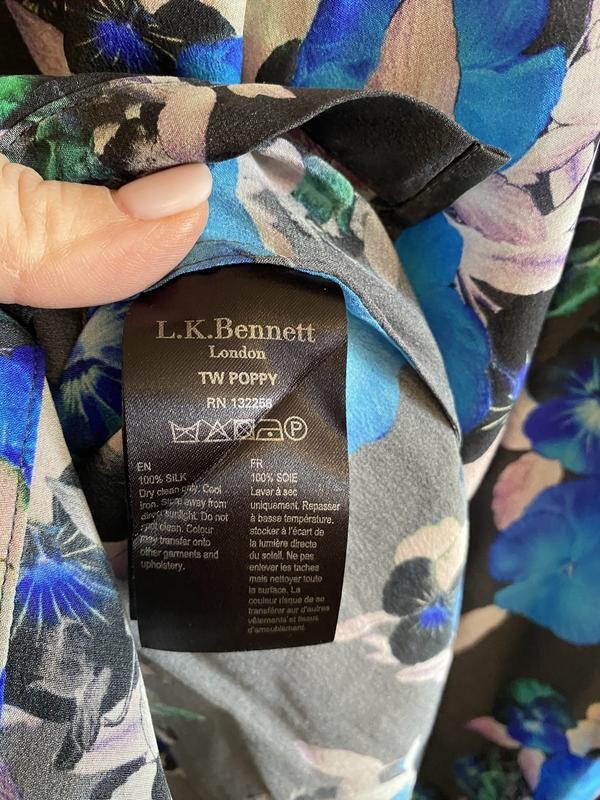 L.K.Bennett
London
TW POPPY
RN 132256
P
EN
100% SILK
Dry clean only. Cool
iron. Store away from
direct sunlight. Do not
spot clean. Colour
may transfer onto
other garments and
upholstery.
FR
100% SOIE
Lavar à sec
uniquement. Repasser
à basse température.
stocker à l'écart de
la lumière directe
du soleil. Ne pas
enlever les taches
mais nettoyer toute
la surface. La
couleur risque de se
transférer sur d'autres
vêtements et tissus
d'ameublement.